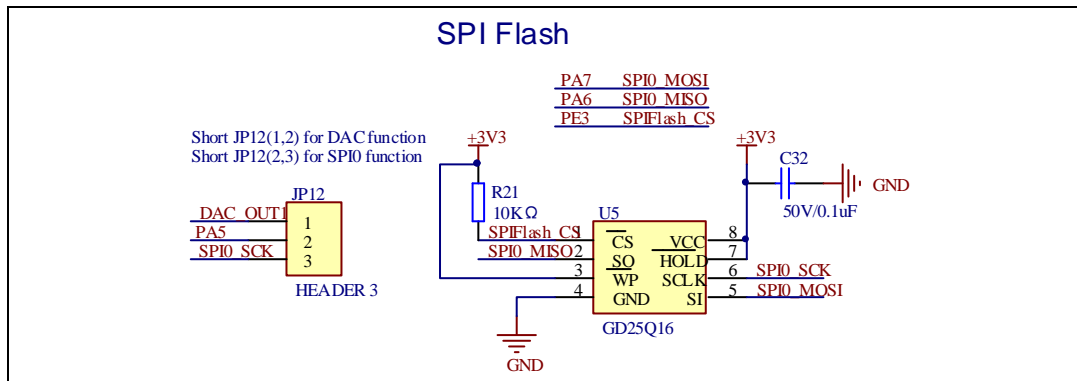 SPI Flash
PA7 SPI0_MOSI
PA6 SPI0_MISO
PE3 SPIFlash_CS
Short JP12(1,2) for DAC function
Short JP12(2,3) for SPI0 function
+3V3
+3V3
C32
GND
50V/0.1uF
JP12
R21
10KΩ
U5
DAC_OUT1 1
PA5 2
SPI0_SCK 3
HEADER 3
SPIFlash_CS 1 CS VCC 8
SPI0_MISO 2 SO HOLD 7
3 WP SCLK 6 SPI0_SCK
4 GND SI 5 SPI0_MOSI
GD25Q16
GND